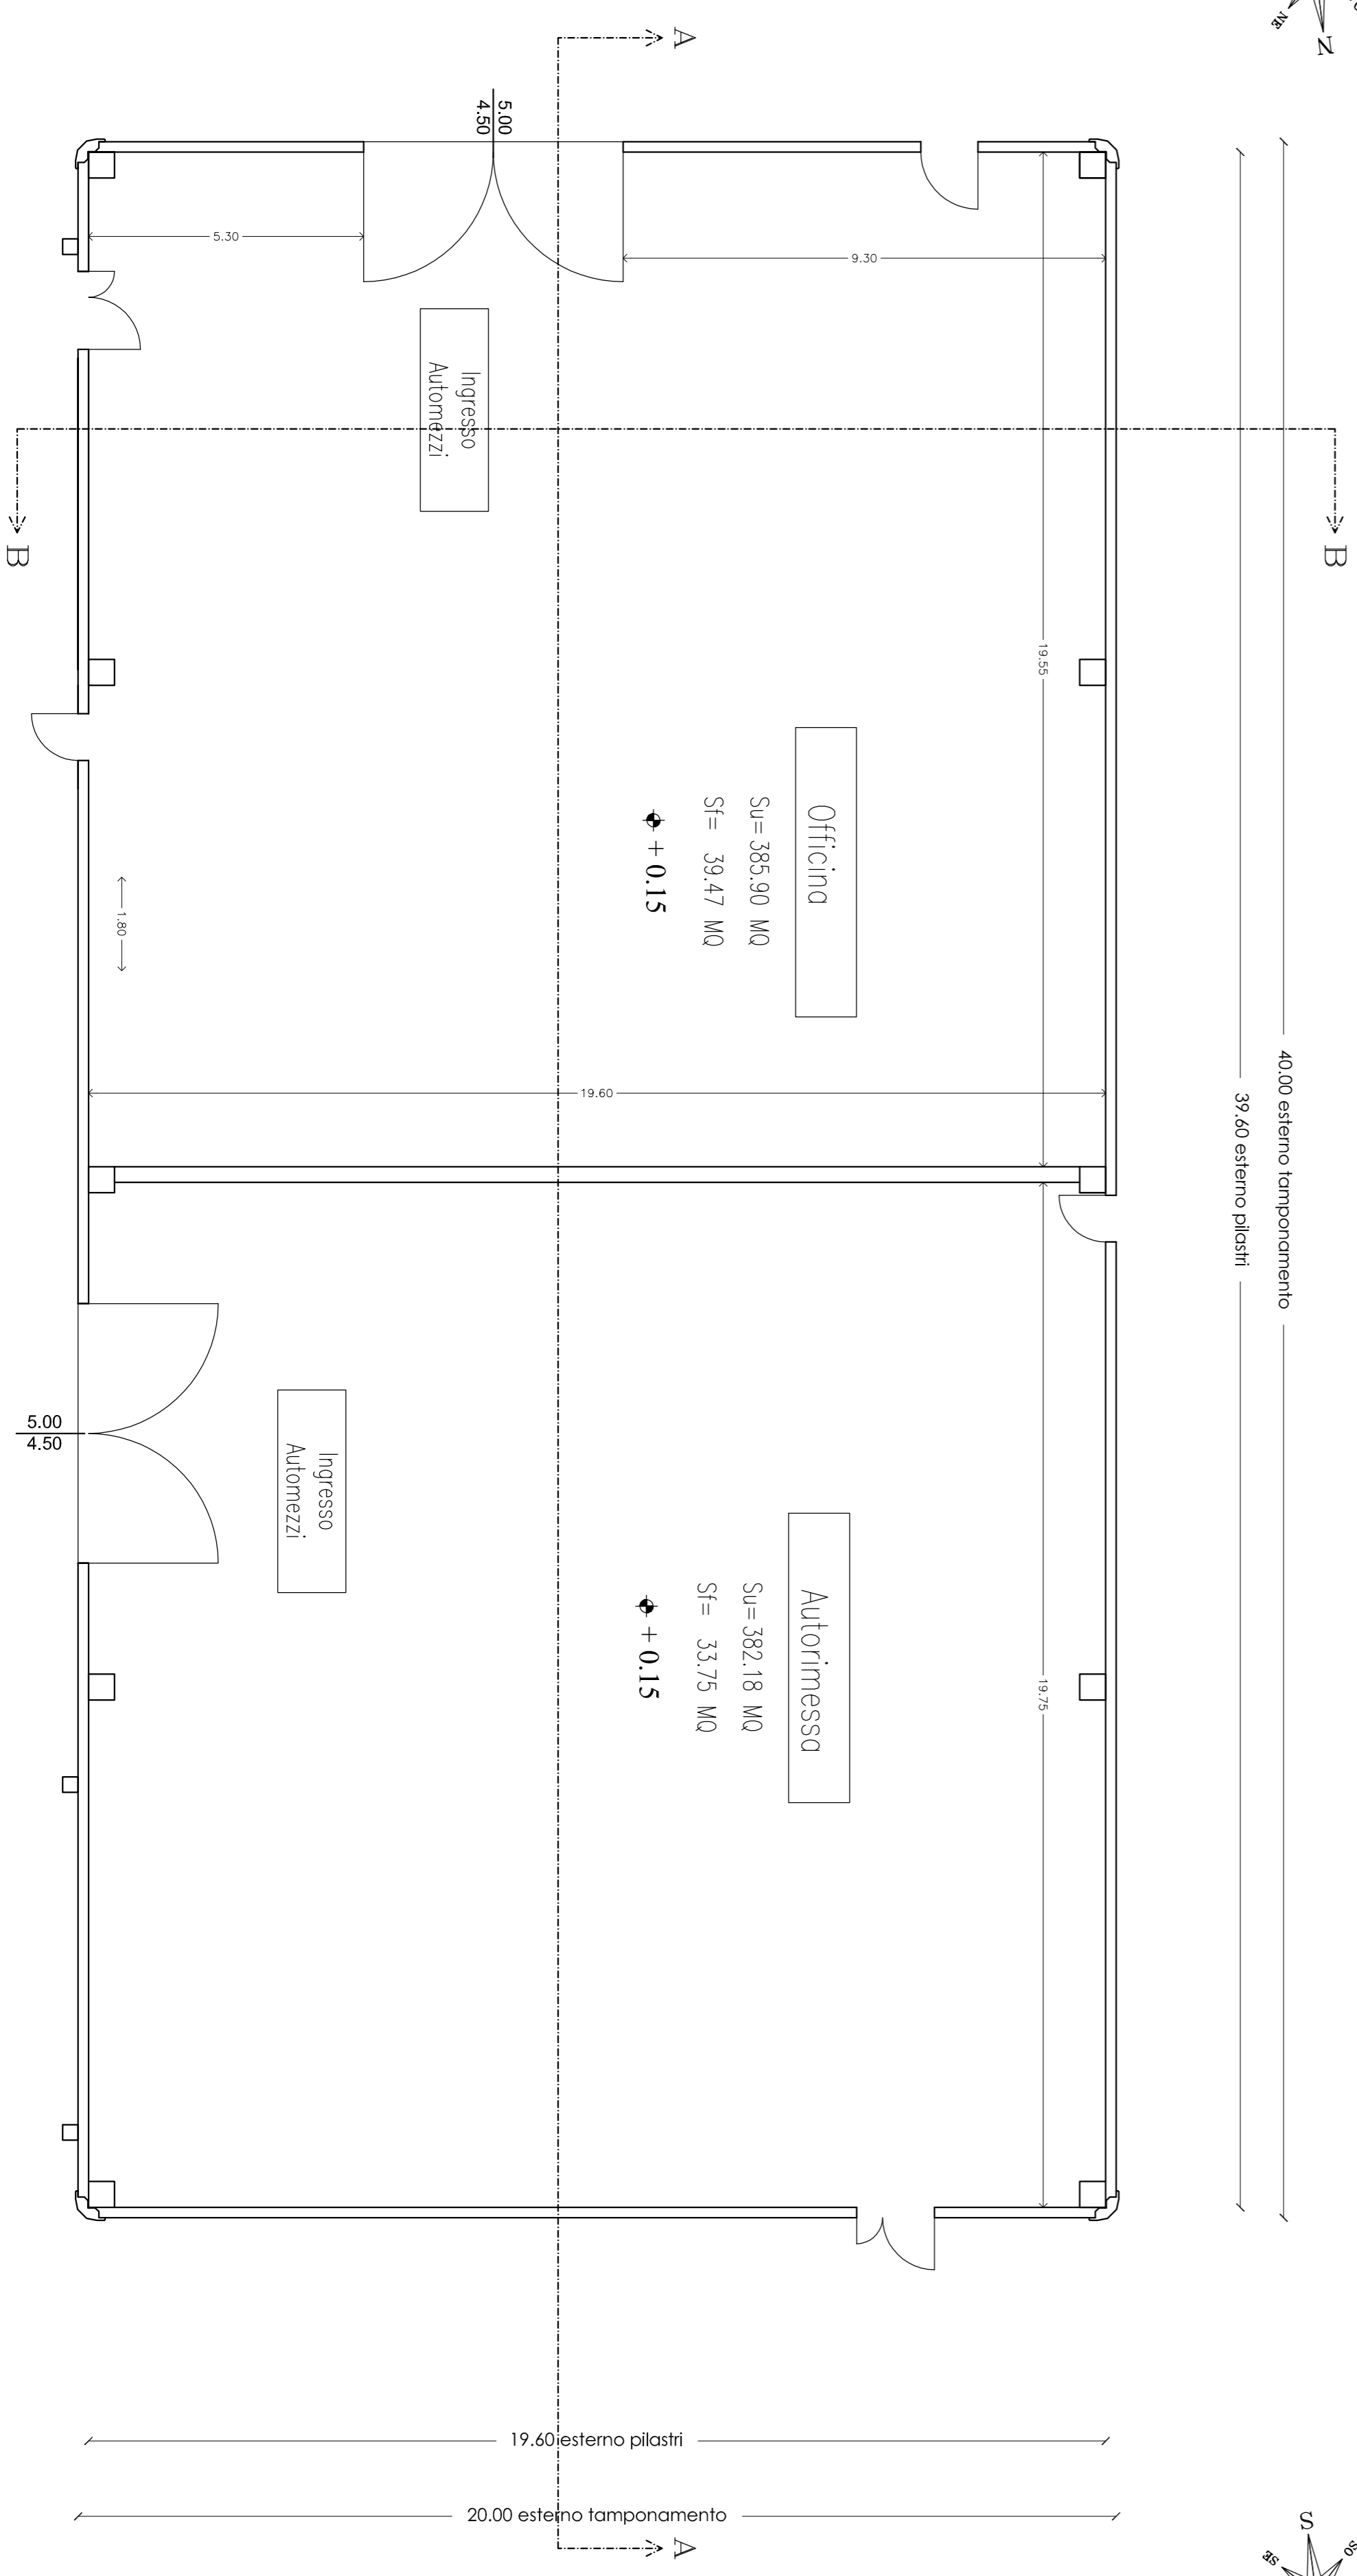 NE
N
A
5.00
4.50
5.30
9.30
Ingresso
Automezzi
B
B
19.55
Officina
Su= 385.90 MQ
Sf= 39.47 MQ
+ 0.15
1.80
19.60
40.00 esterno tamponamento
39.60 esterno pilastri
5.00
4.50
Ingresso
Automezzi
Autorimessa
Su= 382.18 MQ
Sf= 33.75 MQ
+ 0.15
19.75
19.60 esterno pilastri
20.00 esterno tamponamento
A
S
SE
SO